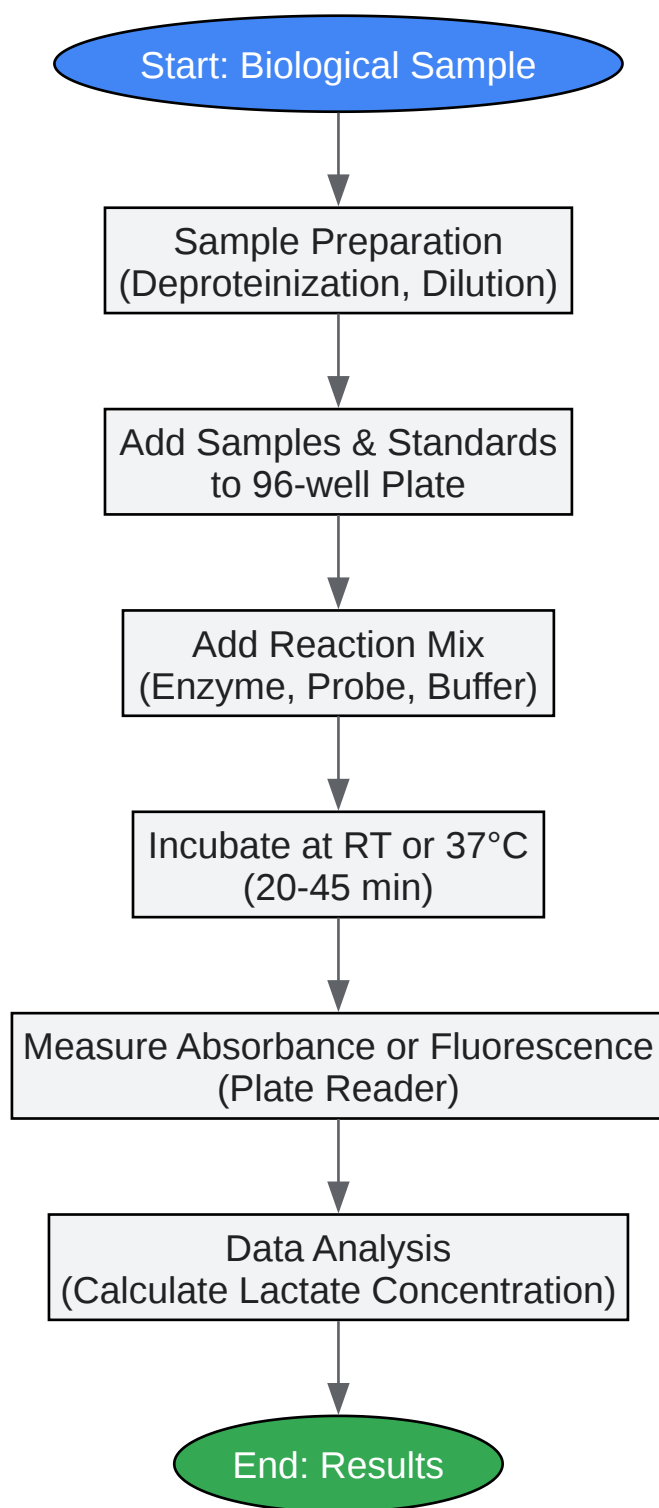 Start: Biological Sample
Sample Preparation
(Deproteinization, Dilution)
Add Samples & Standards
to 96-well Plate
Add Reaction Mix
(Enzyme, Probe, Buffer)
Incubate at RT or 37°C
(20-45 min)
Measure Absorbance or Fluorescence
(Plate Reader)
Data Analysis
(Calculate Lactate Concentration)
End: Results